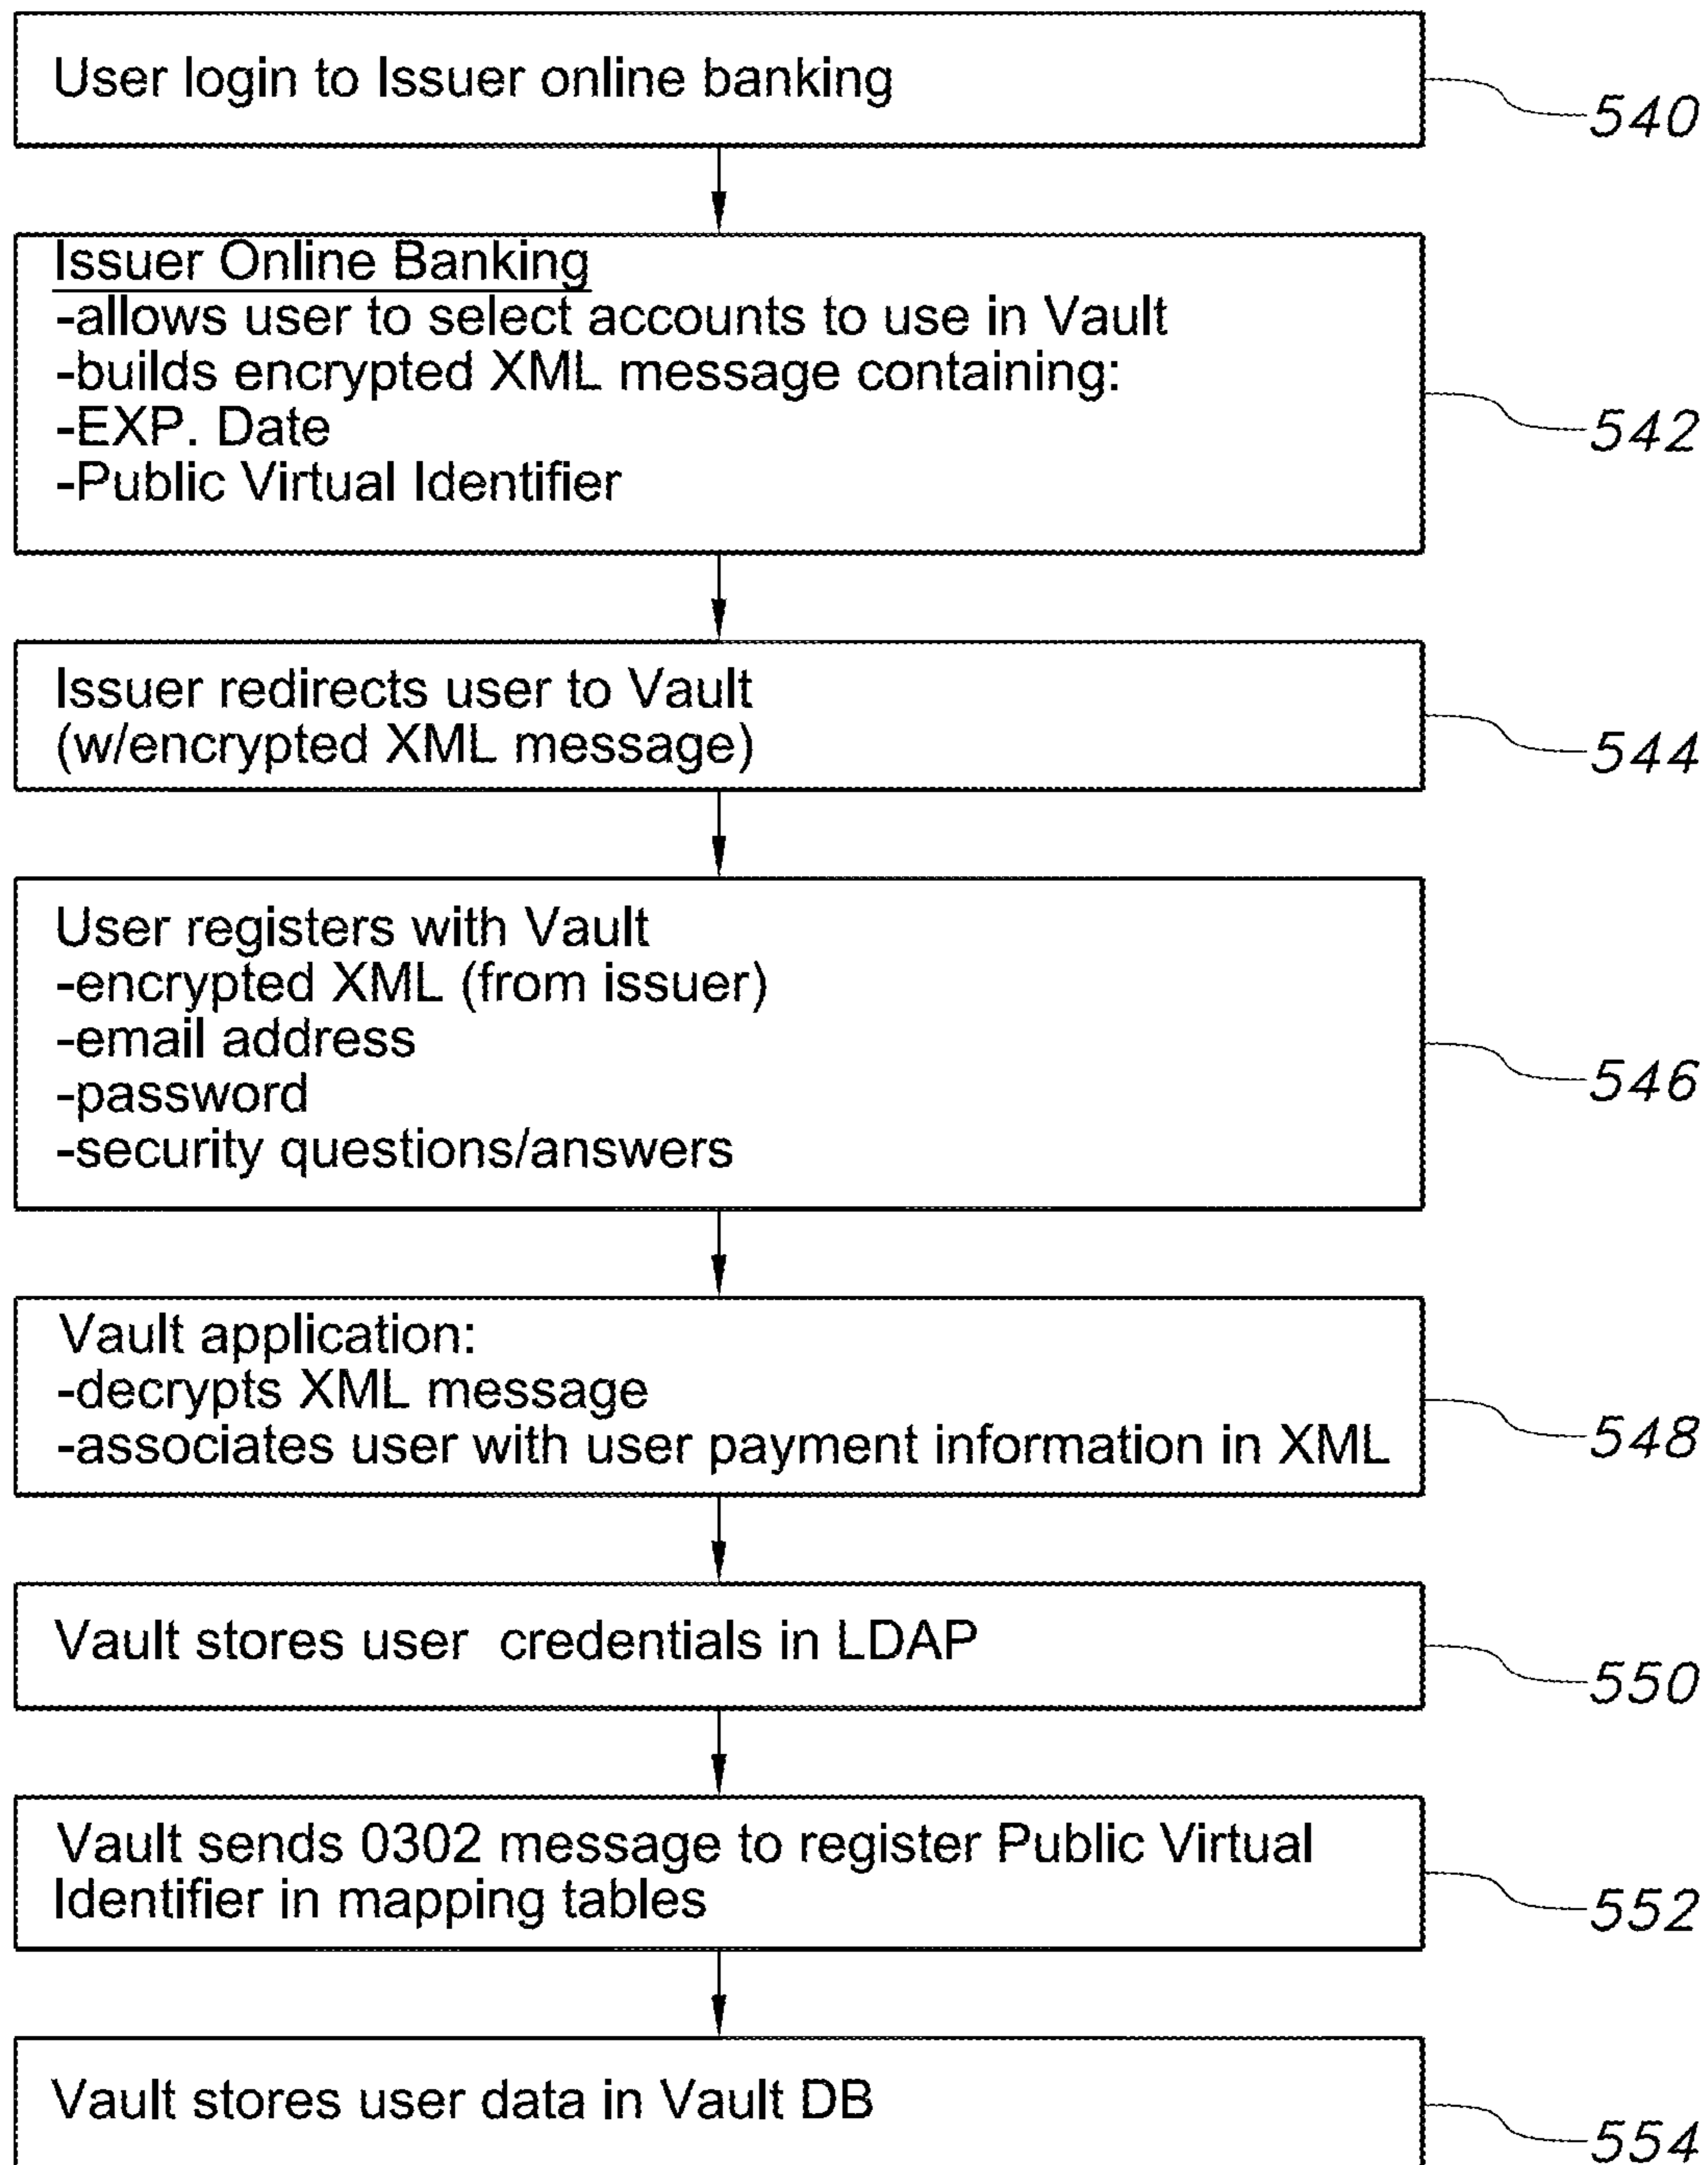 User login to Issuer online banking
540
Issuer Online Banking
-allows user to select accounts to use in Vault
-builds encrypted XML message containing:
-EXP. Date
-Public Virtual Identifier
542
Issuer redirects user to Vault
(w/encrypted XML message)
544
User registers with Vault
-encrypted XML (from issuer)
-email address
-password
-security questions/answers
546
Vault application:
-decrypts XML message
-associates user with user payment information in XML
548
Vault stores user credentials in LDAP
550
Vault sends 0302 message to register Public Virtual
Identifier in mapping tables
552
Vault stores user data in Vault DB
554